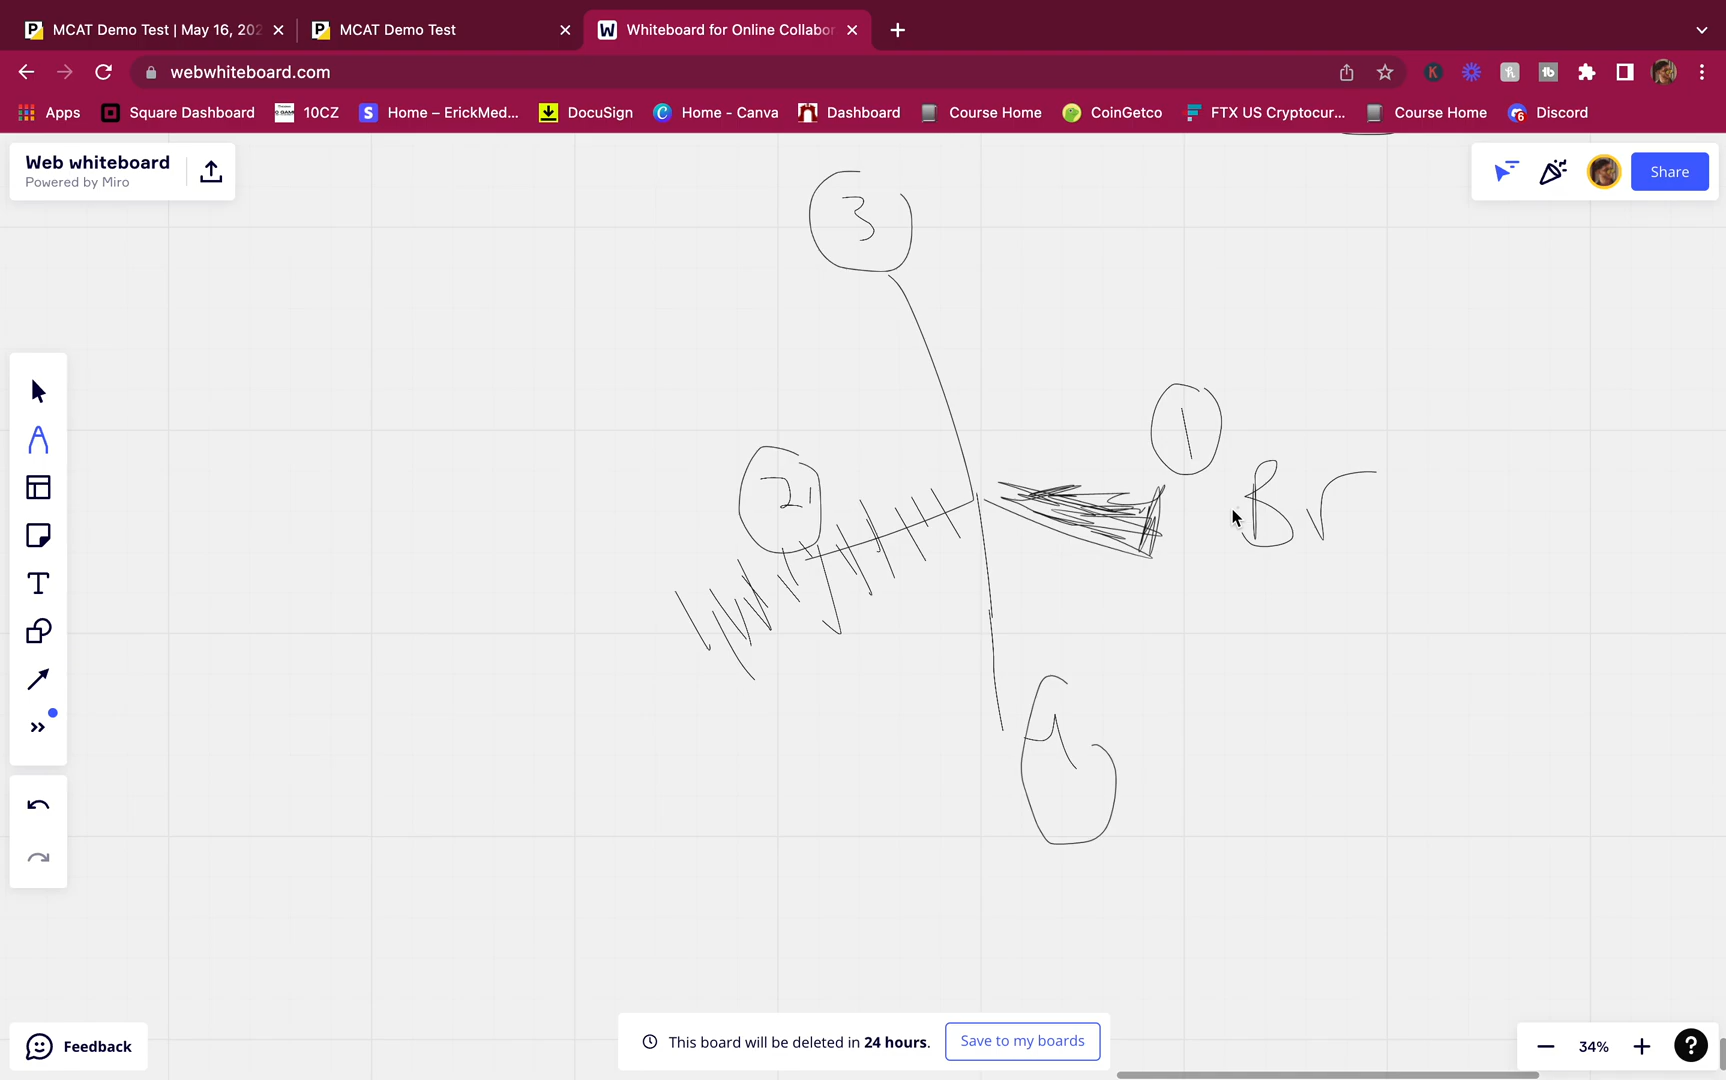 MCAT Demo Test | May 16, 202
MCAT Demo Test
Whiteboard for Online Collabor
webwhiteboard.com
Apps
Square Dashboard
10CZ
Home – ErickMed...
DocuSign
Home - Canva
Dashboard
Course Home
CoinGetco
FTX US Cryptocur...
Course Home
Discord
Web whiteboard
Powered by Miro
Share
3
1
2
Br
4
Feedback
This board will be deleted in 24 hours.
Save to my boards
34%